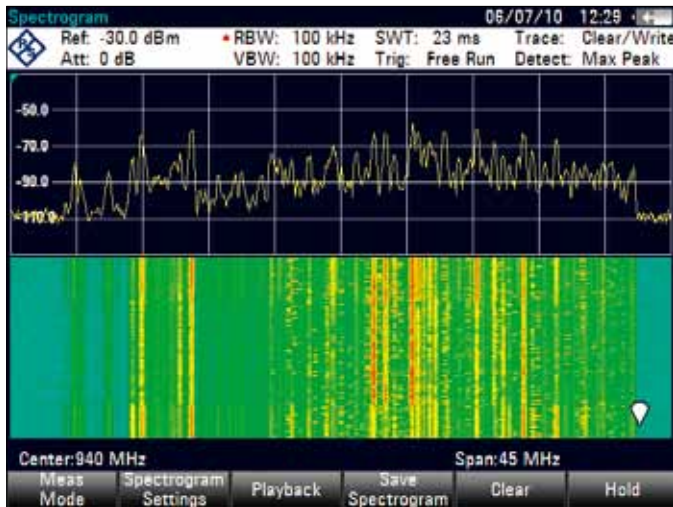 Spectrogram 06/07/10 12:29
Ref: -30.0 dBm • RBW: 100 kHz SWT: 23 ms Trace: Clear/Write
Att: 0 dB VBW: 100 kHz Trig: Free Run Detect: Max Peak
-50.0
-70.0
-90.0
-110.0
Center:940 MHz Span:45 MHz
Meas Mode
Spectrogram Settings
Playback
Save Spectrogram
Clear
Hold